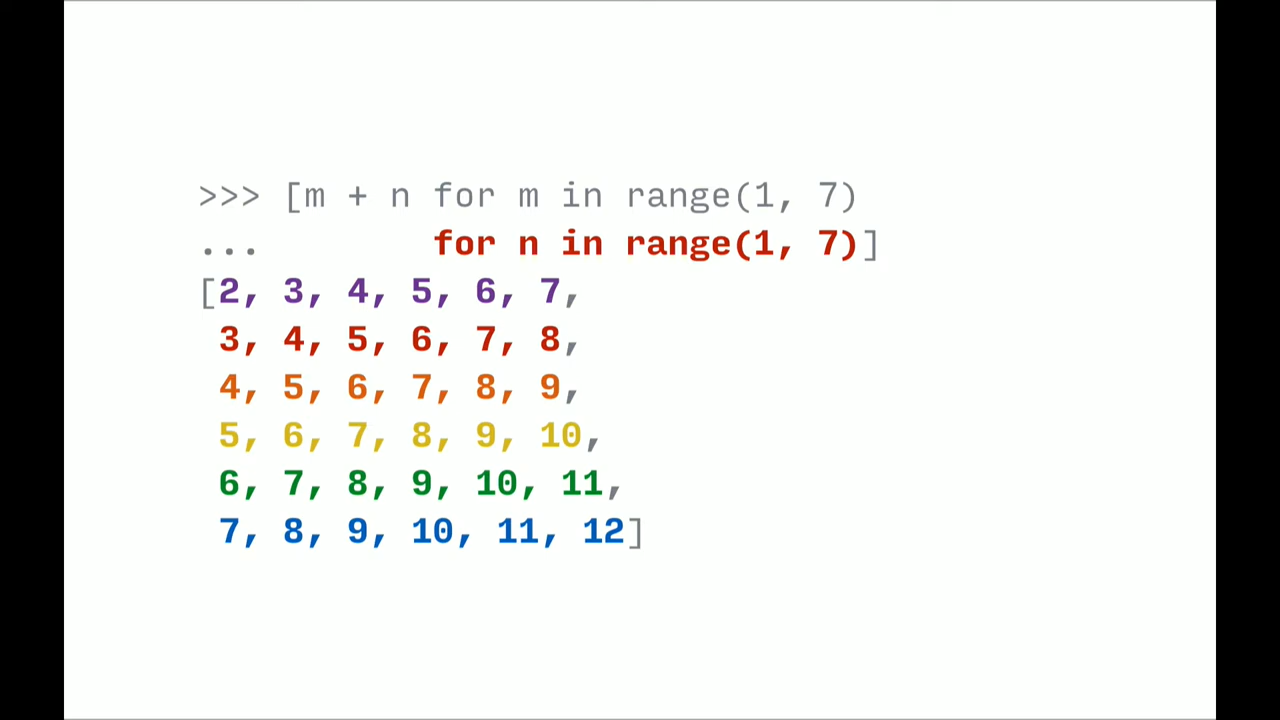 >>> [m + n for m in range(1, 7)
...        for n in range(1, 7)]
[2, 3, 4, 5, 6, 7,
 3, 4, 5, 6, 7, 8,
 4, 5, 6, 7, 8, 9,
 5, 6, 7, 8, 9, 10,
 6, 7, 8, 9, 10, 11,
 7, 8, 9, 10, 11, 12]